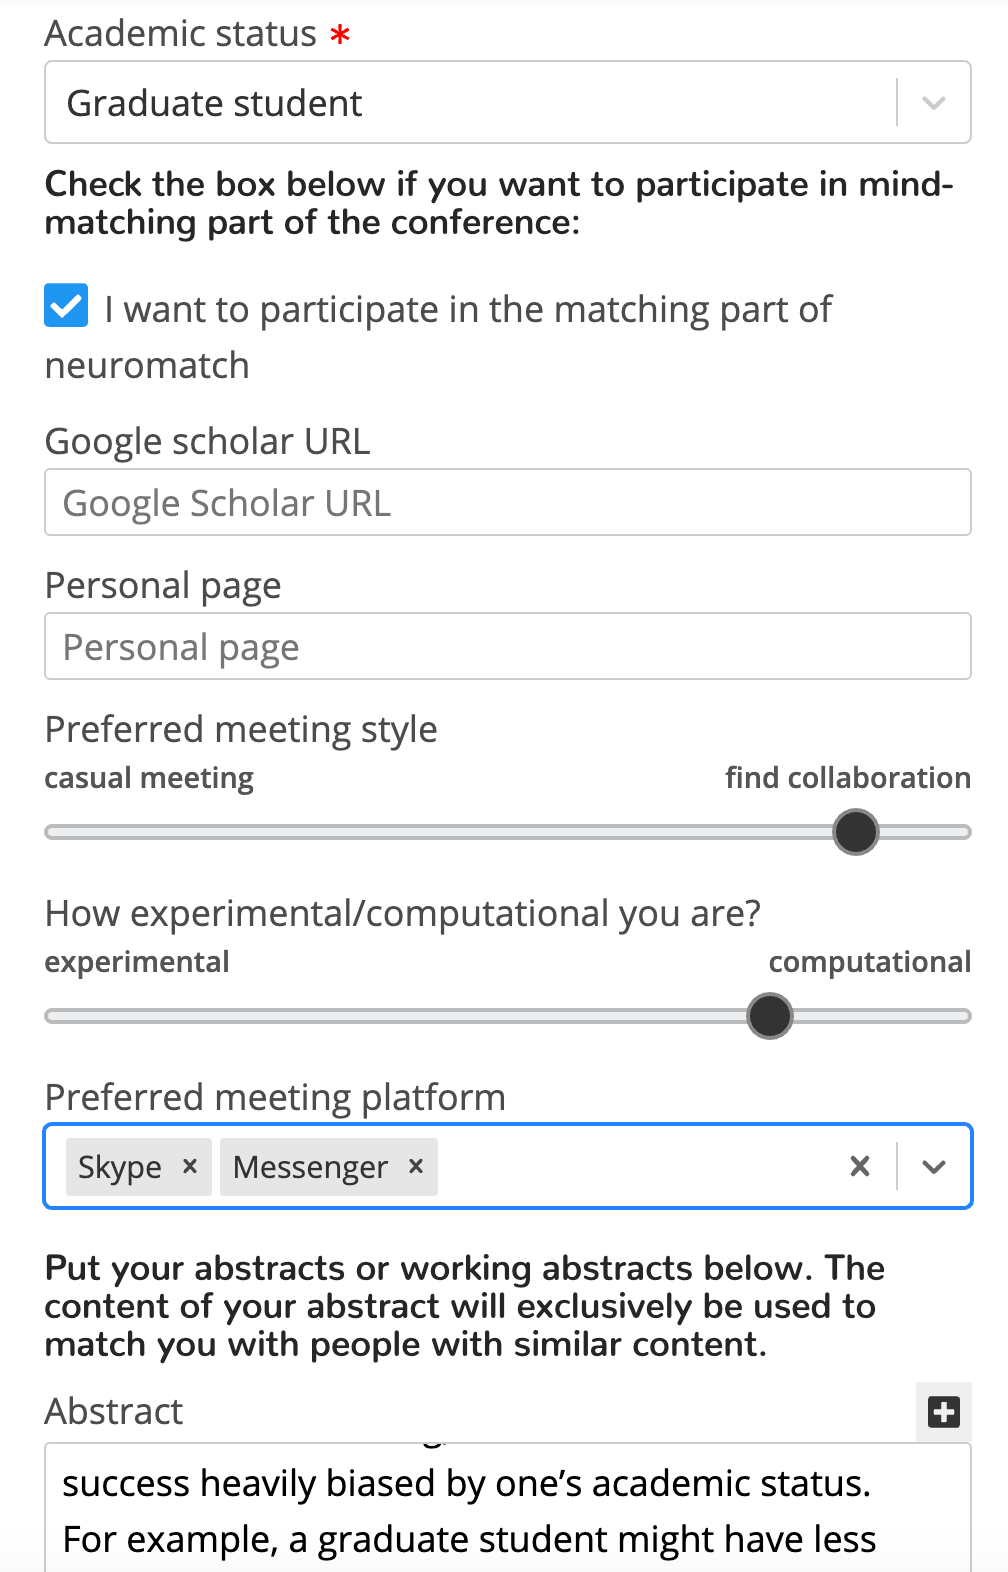 Academic status *
Graduate student
Check the box below if you want to participate in mind-
matching part of the conference:
I want to participate in the matching part of
neuromatch
Google scholar URL
Google Scholar URL
Personal page
Personal page
Preferred meeting style
casual meeting find collaboration
How experimental/computational you are?
experimental computational
Preferred meeting platform
Skype × Messenger ×
Put your abstracts or working abstracts below. The
content of your abstract will exclusively be used to
match you with people with similar content.
Abstract
success heavily biased by one’s academic status.
For example, a graduate student might have less